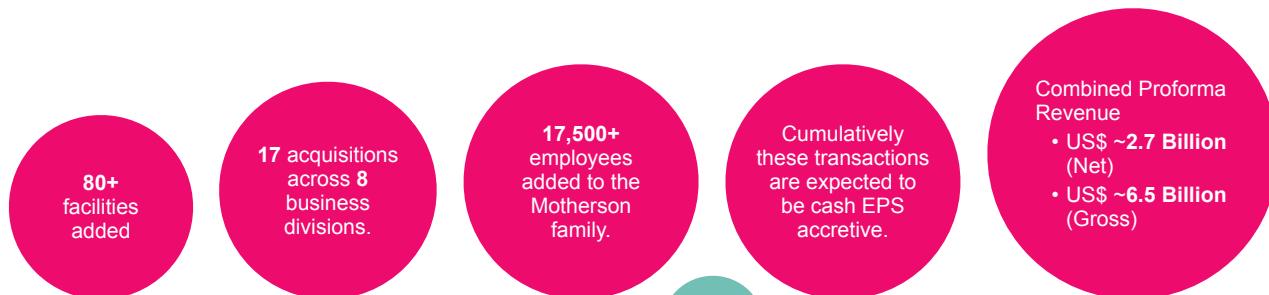 80+
facilities
added
17 acquisitions
across 8
business
divisions.
17,500+
employees
added to the
Motherson
family.
Cumulatively
these transactions
are expected to
be cash EPS
accretive.
Combined Proforma
Revenue
• US$ ~2.7 Billion
(Net)
• US$ ~6.5 Billion
(Gross)